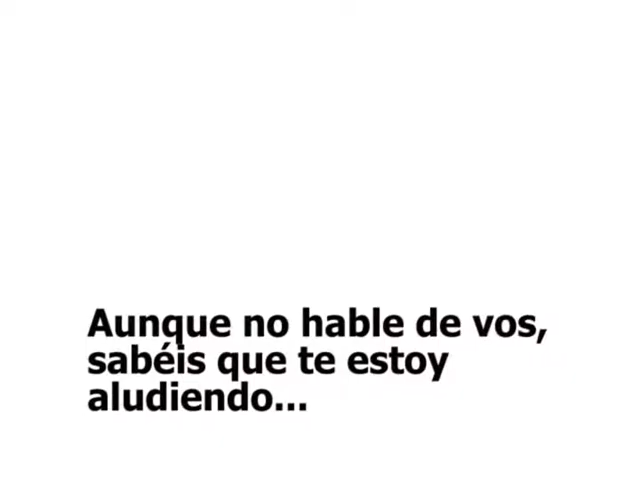 Aunque no hable de vos,
sabéis que te estoy
aludiendo...